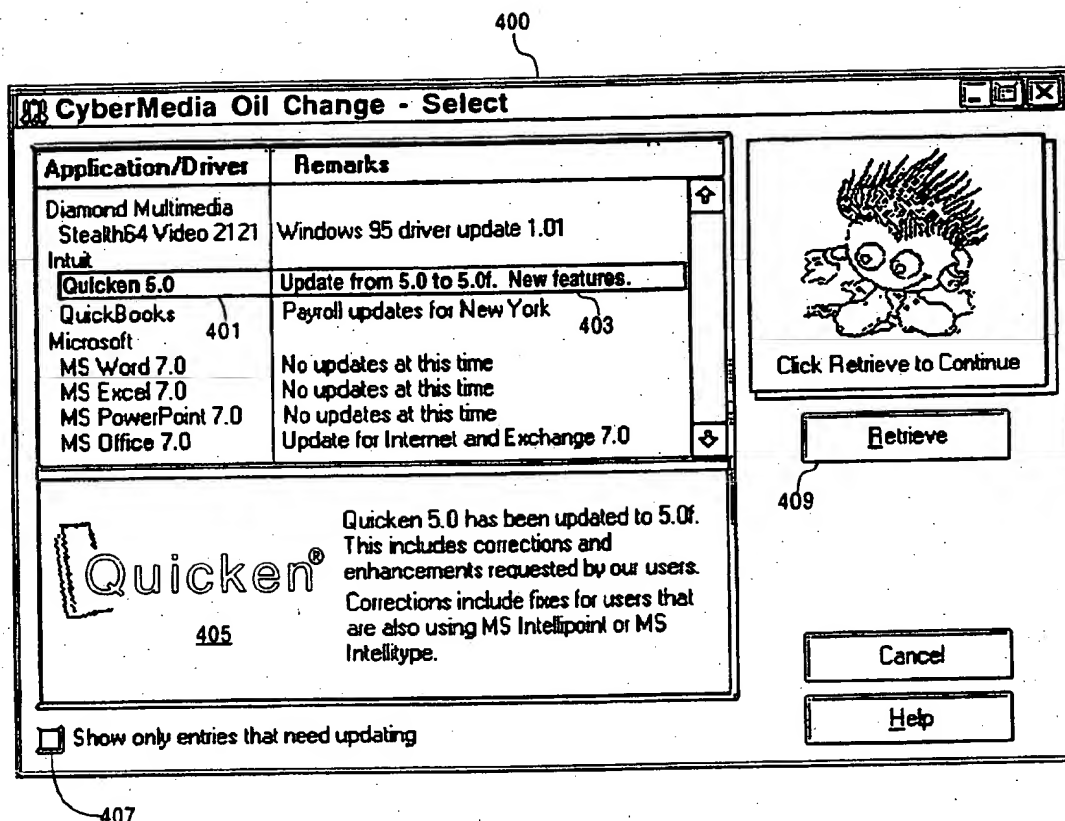 400
CyberMedia Oil Change - Select
Application/Driver Remarks
Diamond Multimedia
Stealth64 Video 2121 Windows 95 driver update 1.01
Intuit
Quicken 5.0 Update from 5.0 to 5.0f. New features.
QuickBooks Payroll updates for New York
401 403
Microsoft
MS Word 7.0 No updates at this time
MS Excel 7.0 No updates at this time
MS PowerPoint 7.0 No updates at this time
MS Office 7.0 Update for Internet and Exchange 7.0
Click Retrieve to Continue
Retrieve
409
Quicken®
405
Quicken 5.0 has been updated to 5.0f.
This includes corrections and
enhancements requested by our users.
Corrections include fixes for users that
are also using MS Intellipoint or MS
Intellitype.
Cancel
Help
Show only entries that need updating
407